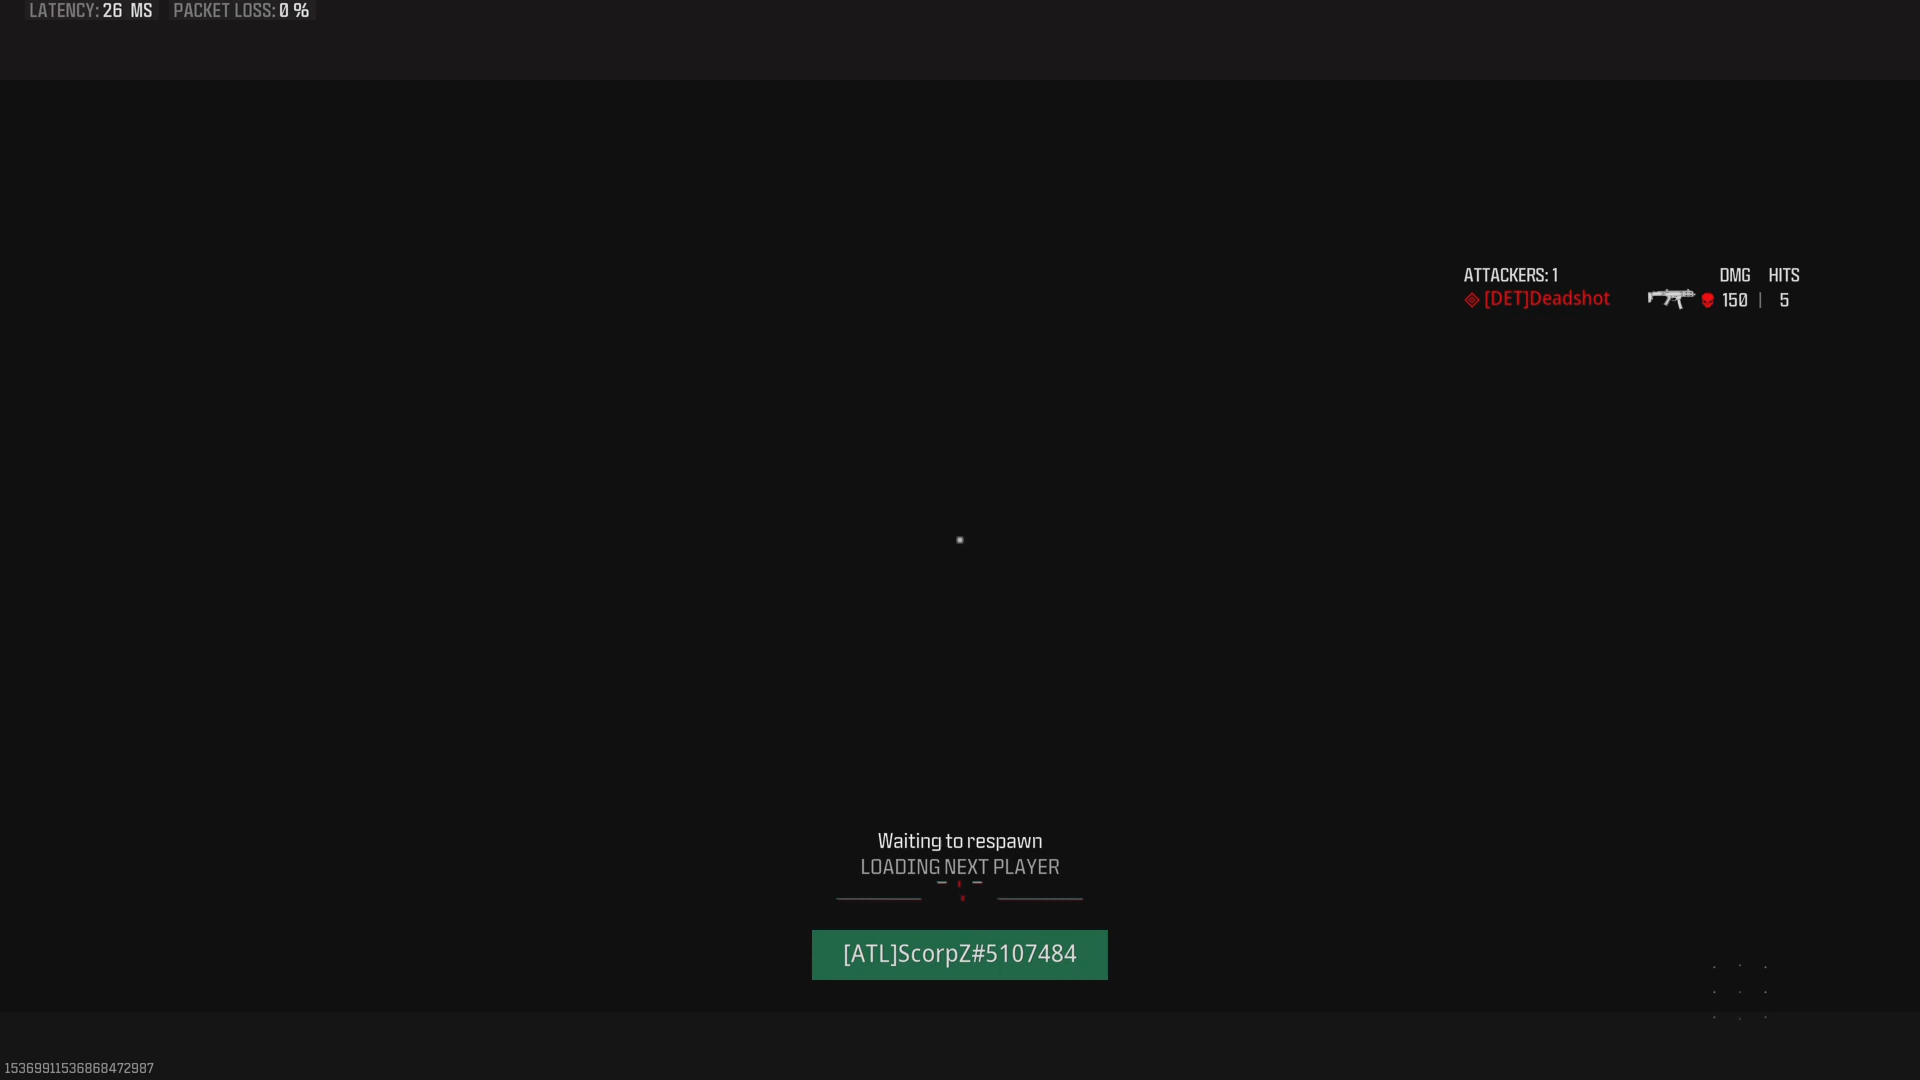 LATENCY: 26 MS PACKET LOSS: 0 %
ATTACKERS: 1 DMG HITS
[DET]Deadshot 150 | 5
Waiting to respawn
LOADING NEXT PLAYER
[ATL]ScorpZ#5107484
15369911536868472987